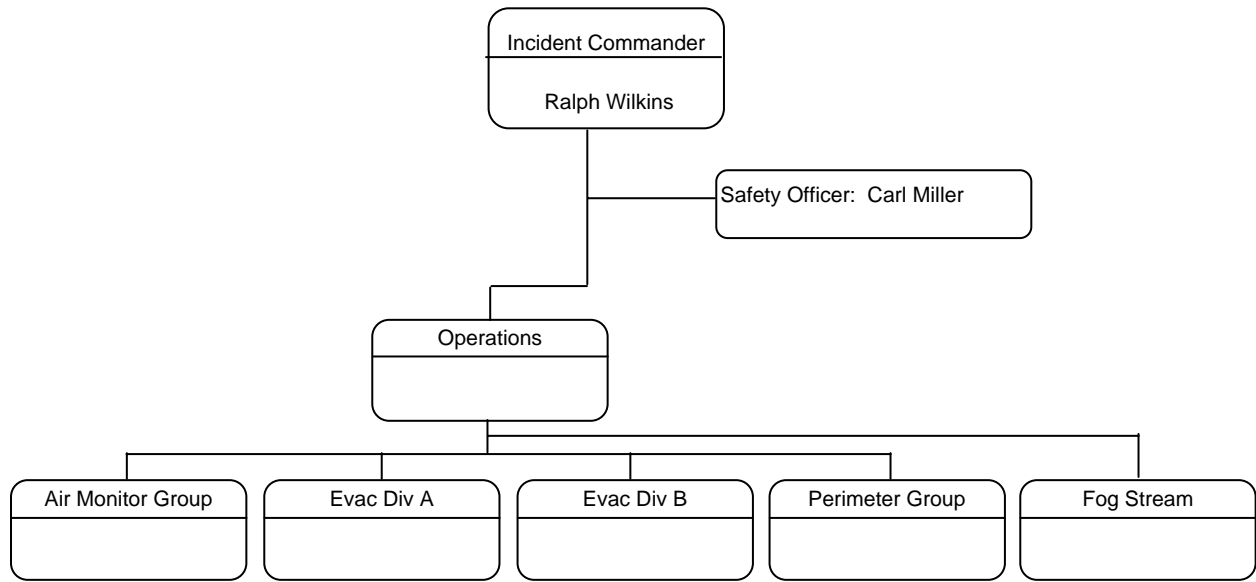 Incident Commander
Ralph Wilkins
Safety Officer: Carl Miller
Operations
Air Monitor Group
Evac Div A
Evac Div B
Perimeter Group
Fog Stream